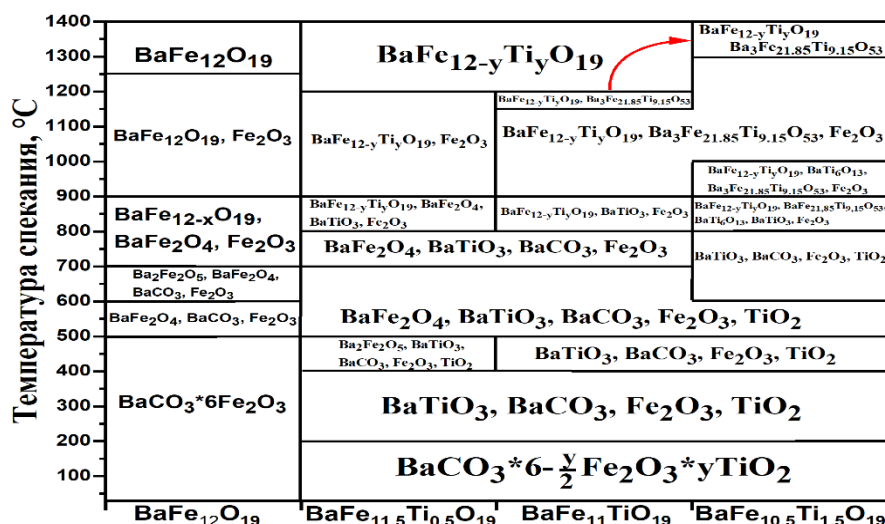 Температура спекания, °C
1400
1300
1200
1100
1000
900
800
700
600
500
400
300
200
100
BaFe₁₂O₁₉
BaFe₁₂O₁₉, Fe₂O₃
BaFe₁₂₋ₓO₁₉,
BaFe₂O₄, Fe₂O₃
Ba₂Fe₂O₅, BaFe₂O₄,
BaCO₃, Fe₂O₃
BaFe₂O₄, BaCO₃, Fe₂O₃
BaCO₃*6Fe₂O₃
BaFe₁₂₋yTiyO₁₉
BaFe₁₂₋yTiyO₁₉
Ba₃Fe₂₁.₈₅Ti₉.₁₅O₅₃
BaFe₁₂₋yTiyO₁₉, Ba₃Fe₂₁.₈₅Ti₉.₁₅O₅₃
BaFe₁₂₋yTiyO₁₉, Fe₂O₃
BaFe₁₂₋yTiyO₁₉, Ba₃Fe₂₁.₈₅Ti₉.₁₅O₅₃, Fe₂O₃
BaFe₁₂₋yTiyO₁₉, BaTi₆O₁₃,
Ba₃Fe₂₁.₈₅Ti₉.₁₅O₅₃, Fe₂O₃
BaFe₁₂₋yTiyO₁₉, BaFe₂O₄,
BaTiO₃, Fe₂O₃
BaFe₁₂₋yTiyO₁₉, BaTiO₃, Fe₂O₃
BaFe₁₂₋yTiyO₁₉, BaFe₂₁,₈₅Ti₉,₁₅O₅₃,
BaTi₆O₁₃, BaTiO₃, Fe₂O₃
BaFe₂O₄, BaTiO₃, BaCO₃, Fe₂O₃
BaTiO₃, BaCO₃, Fe₂O₃, TiO₂
BaFe₂O₄, BaTiO₃, BaCO₃, Fe₂O₃, TiO₂
Ba₂Fe₂O₅, BaTiO₃,
BaCO₃, Fe₂O₃, TiO₂
BaTiO₃, BaCO₃, Fe₂O₃, TiO₂
BaTiO₃, BaCO₃, Fe₂O₃, TiO₂
BaCO₃*6-y/2Fe₂O₃*yTiO₂
BaFe₁₂O₁₉
BaFe₁₁.₅Ti₀.₅O₁₉
BaFe₁₁TiO₁₉
BaFe₁₀.₅Ti₁.₅O₁₉